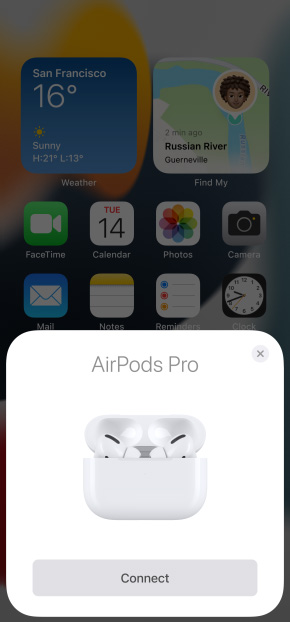 San Francisco
16°
Sunny
H:21° L:13°
Weather
2 min ago
Russian River
Guerneville
Find My
FaceTime
TUE
14
Calendar
Photos
Camera
Mail
Notes
Reminders
Clock
AirPods Pro
Connect